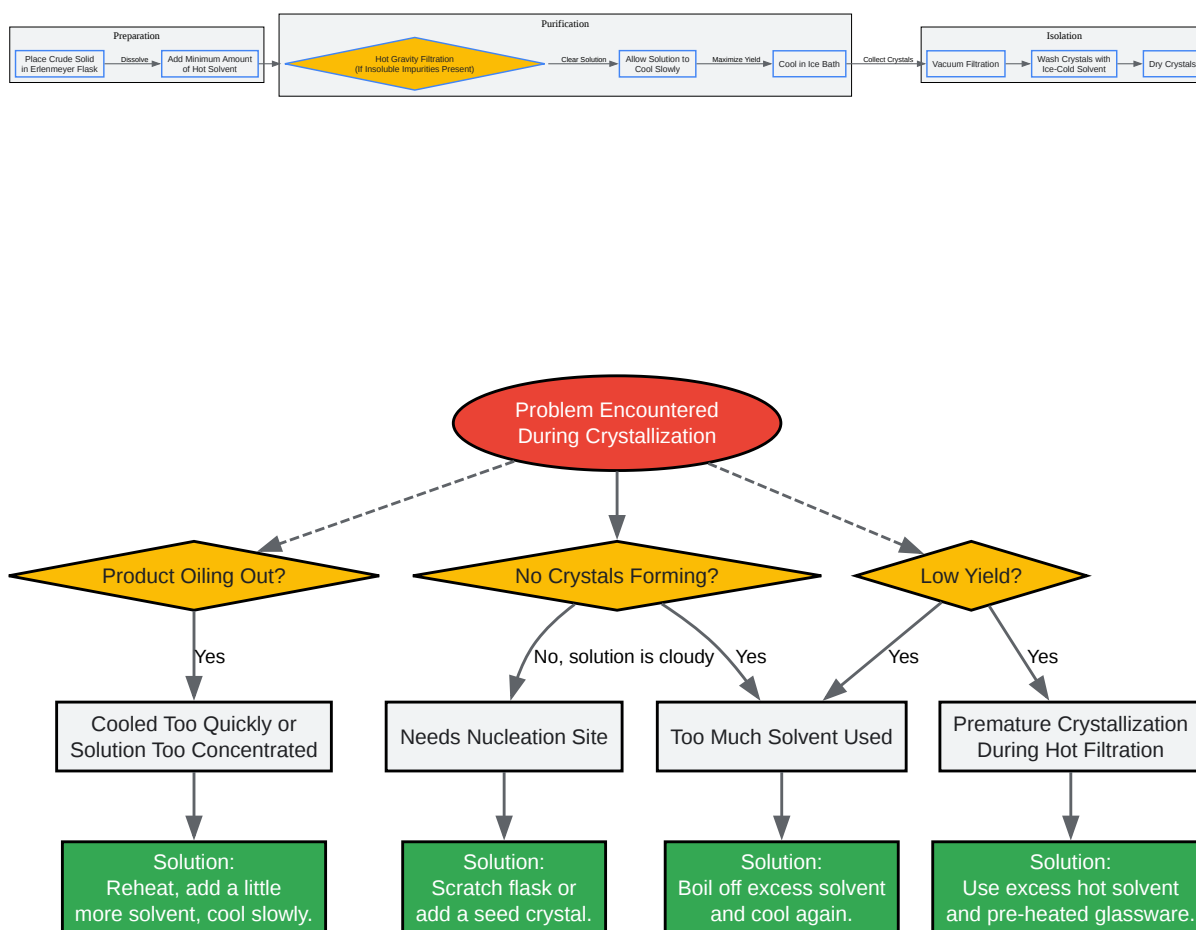 Preparation
Place Crude Solid
in Erlenmeyer Flask
Dissolve
Add Minimum Amount
of Hot Solvent
Purification
Hot Gravity Filtration
(If Insoluble Impurities Present)
Clear Solution
Allow Solution to
Cool Slowly
Maximize Yield
Cool in Ice Bath
Collect Crystals
Isolation
Vacuum Filtration
Wash Crystals with
Ice-Cold Solvent
Dry Crystals
Problem Encountered
During Crystallization
Product Oiling Out?
No Crystals Forming?
Low Yield?
Yes
No, solution is cloudy
Yes
Yes
Yes
Cooled Too Quickly or
Solution Too Concentrated
Needs Nucleation Site
Too Much Solvent Used
Premature Crystallization
During Hot Filtration
Solution:
Reheat, add a little
more solvent, cool slowly.
Solution:
Scratch flask or
add a seed crystal.
Solution:
Boil off excess solvent
and cool again.
Solution:
Use excess hot solvent
and pre-heated glassware.